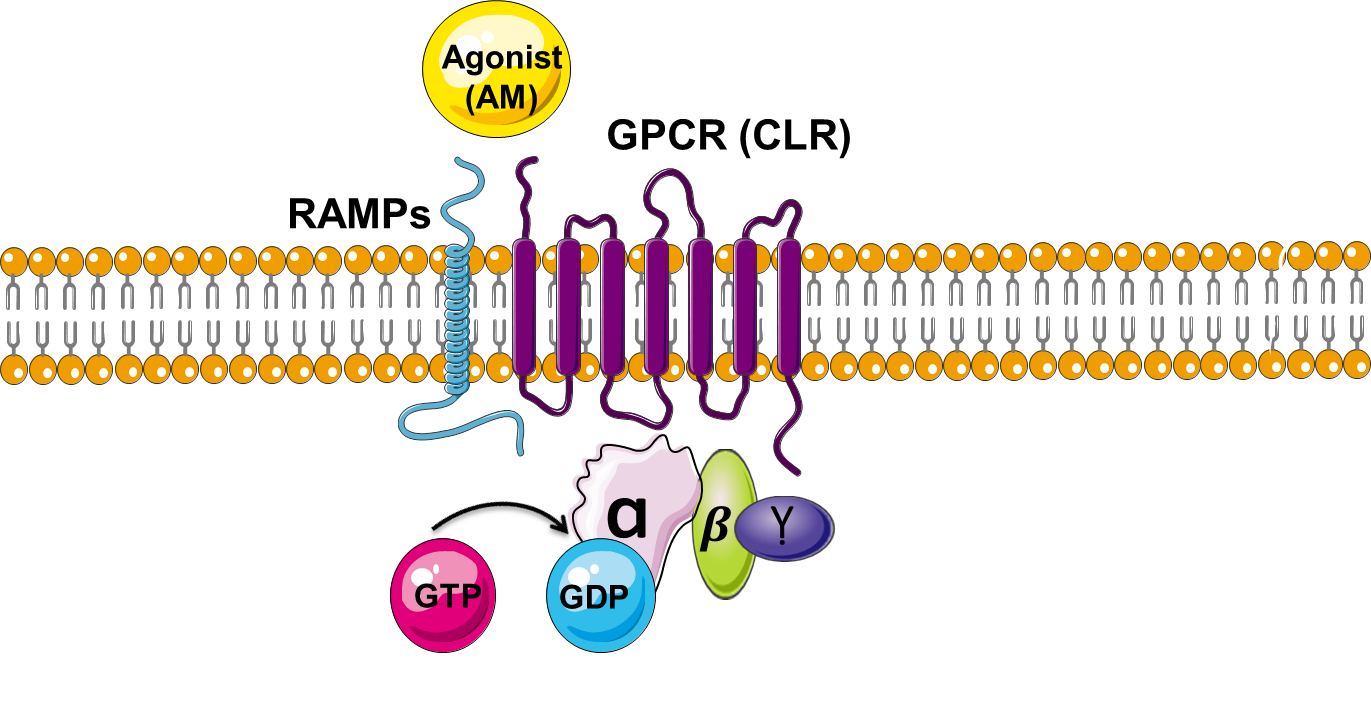 Agonist
(AM)
GPCR (CLR)
RAMPs
α
β
γ
GTP
GDP